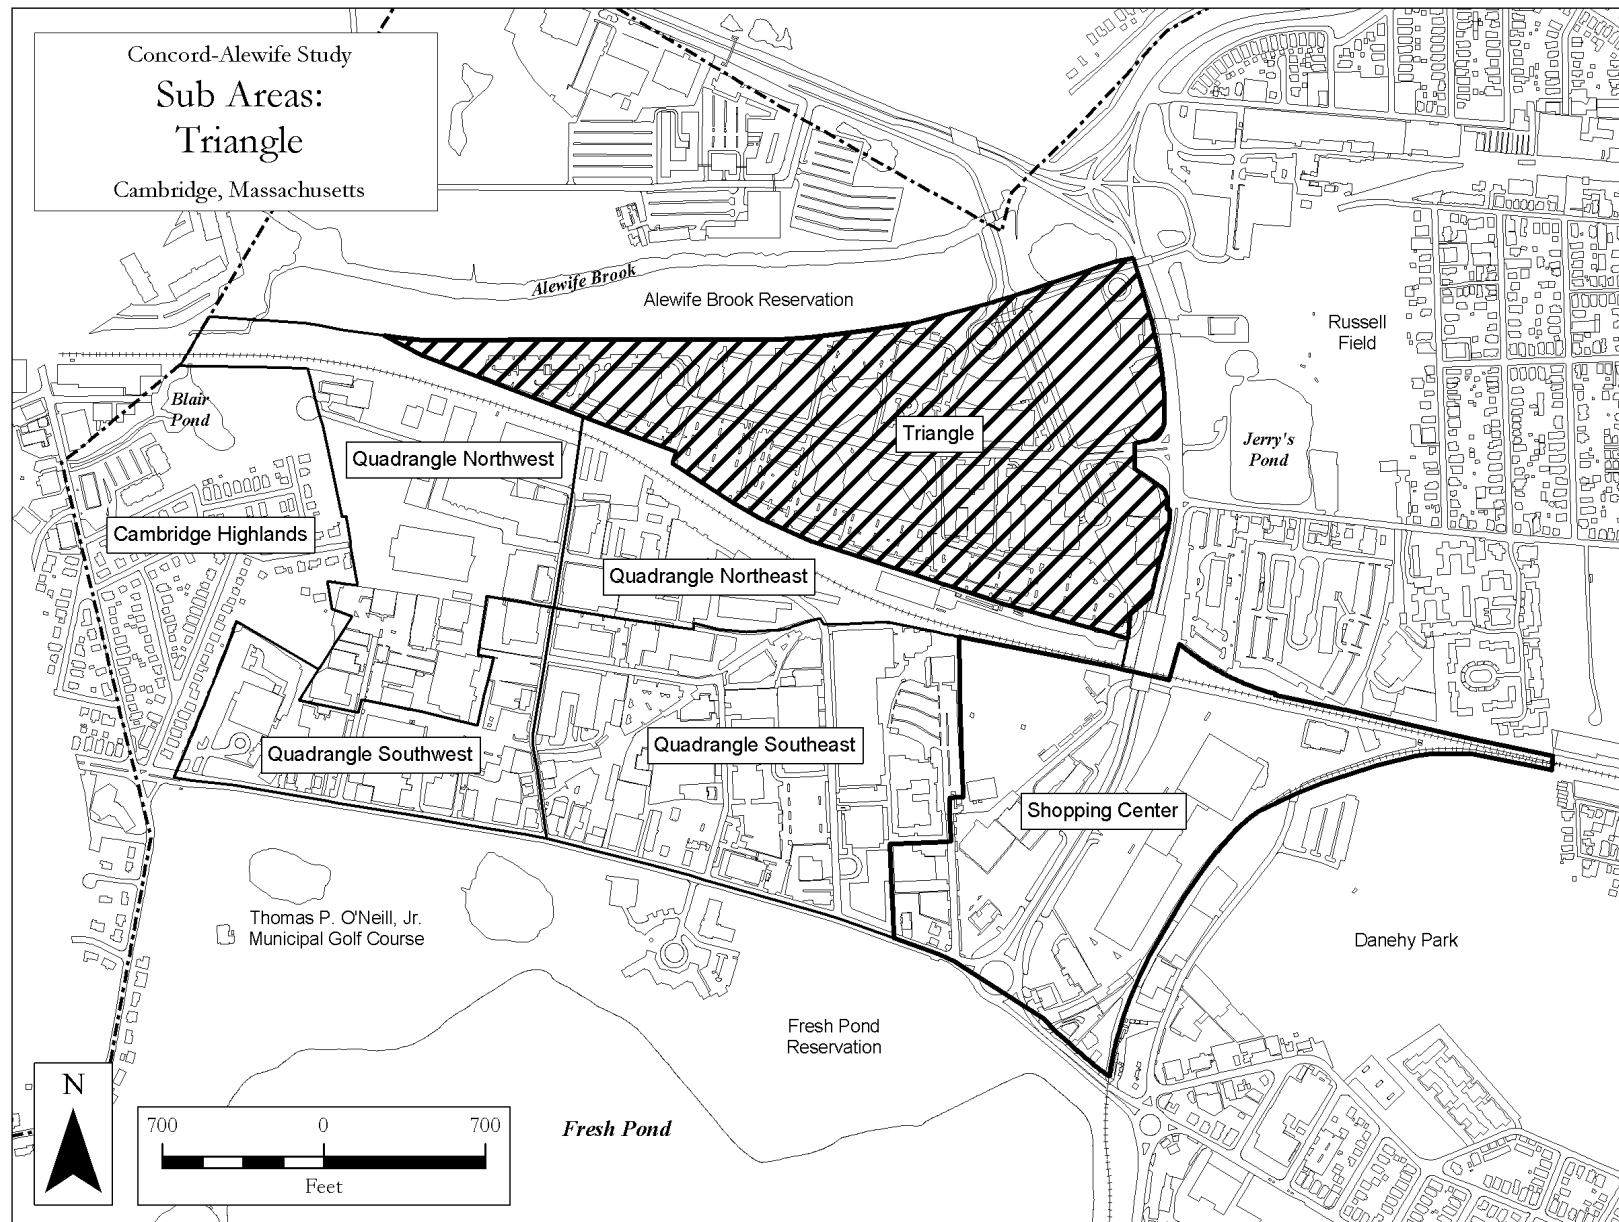 Concord-Alewife Study
Sub Areas:
Triangle
Cambridge, Massachusetts
Alewife Brook
Alewife Brook Reservation
Russell
Field
Blair
Pond
Triangle
Jerry's
Pond
Quadrangle Northwest
Cambridge Highlands
Quadrangle Northeast
Quadrangle Southwest
Quadrangle Southeast
Shopping Center
Thomas P. O'Neill, Jr.
Municipal Golf Course
Danehy Park
Fresh Pond
Reservation
Fresh Pond
N
700 0 700
Feet